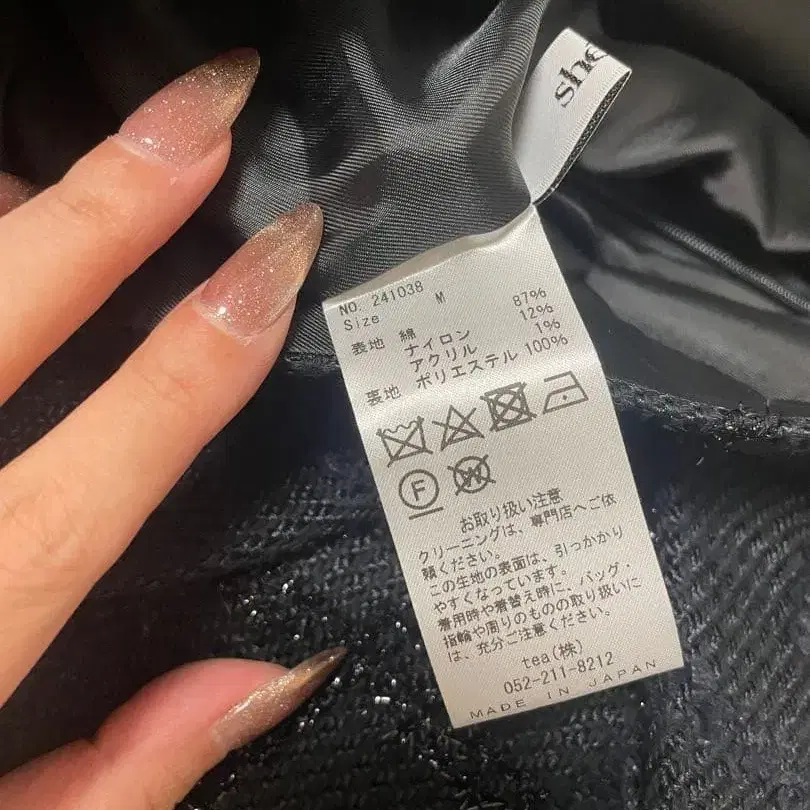 she
NO. 241038
Size M
表地 綿 87%
ナイロン 12%
アクリル 1%
裏地 ポリエステル 100%
F
W
お取り扱い注意
クリーニングは、専門店へご依
頼ください。
この生地の表面は、引っかかり
やすくなっています。
着用時や着替え時に、バッグ・
指輪や周りのものの取り扱いに
は、充分ご注意ください。
tea(株)
052-211-8212
MADE IN JAPAN